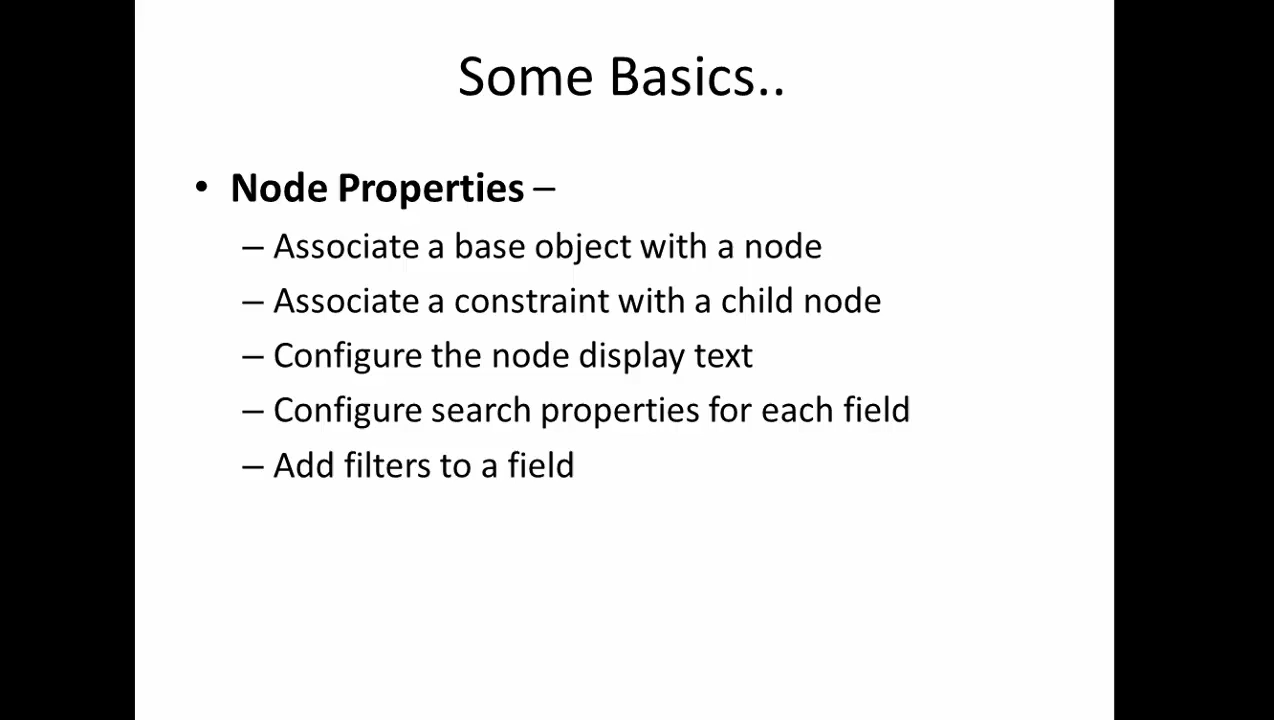 Some Basics..
• Node Properties –
– Associate a base object with a node
– Associate a constraint with a child node
– Configure the node display text
– Configure search properties for each field
– Add filters to a field